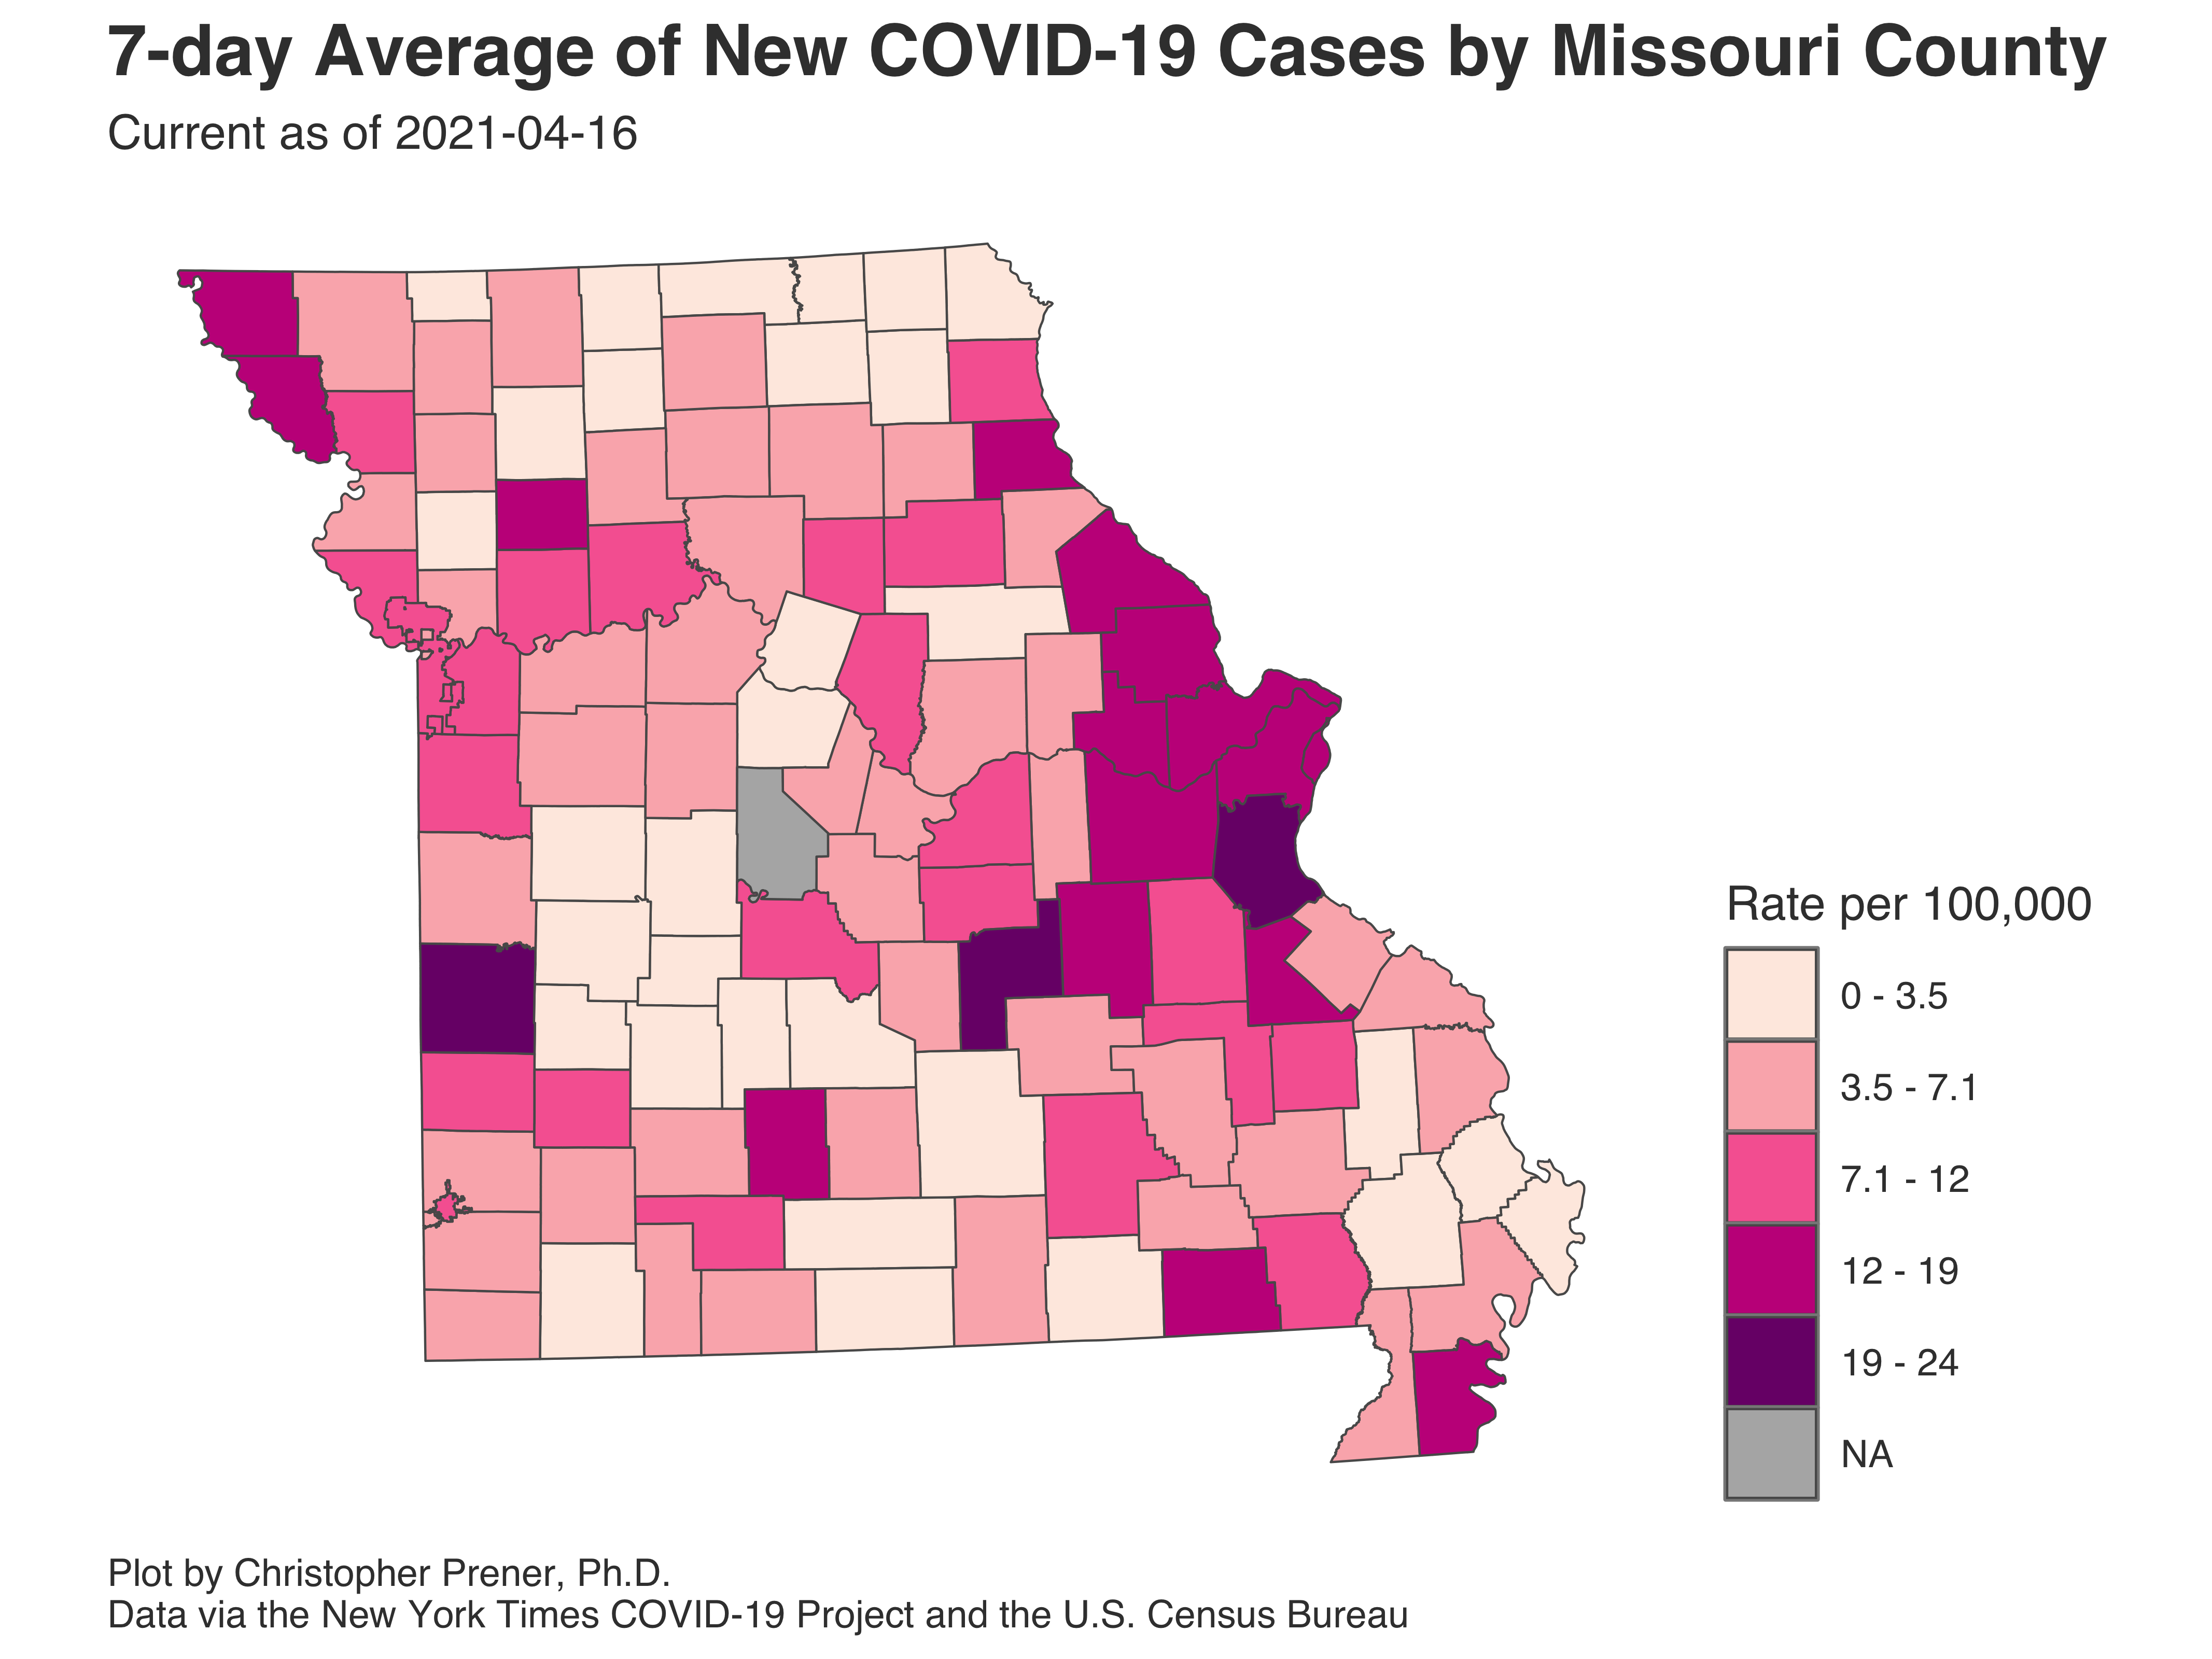 7-day Average of New COVID-19 Cases by Missouri County
Current as of 2021-04-16
Rate per 100,000
0 - 3.5
3.5 - 7.1
7.1 - 12
12 - 19
19 - 24
NA
Plot by Christopher Prener, Ph.D.
Data via the New York Times COVID-19 Project and the U.S. Census Bureau